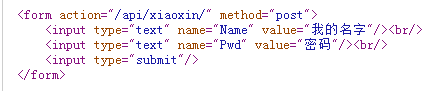 <form action="/api/xiaoxin/" method="post">
<input type="text" name="Name" value="我的名字"/><br/>
<input type="text" name="Pwd" value="密码"/><br/>
<input type="submit"/>
</form>